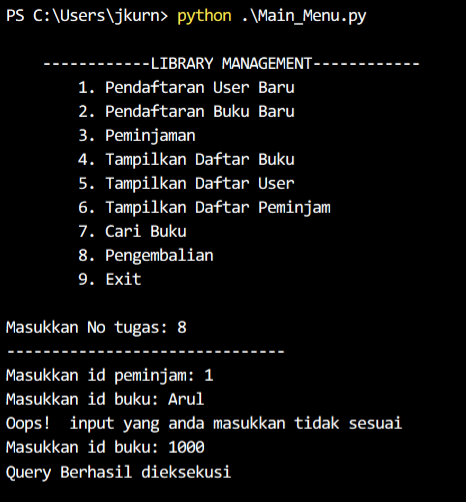 PS C:\Users\jkurn> python .\Main_Menu.py
------------LIBRARY MANAGEMENT------------
1. Pendaftaran User Baru
2. Pendaftaran Buku Baru
3. Peminjaman
4. Tampilkan Daftar Buku
5. Tampilkan Daftar User
6. Tampilkan Daftar Peminjam
7. Cari Buku
8. Pengembalian
9. Exit
Masukkan No tugas: 8
-------------------------------
Masukkan id peminjam: 1
Masukkan id buku: Arul
Oops!  input yang anda masukkan tidak sesuai
Masukkan id buku: 1000
Query Berhasil dieksekusi